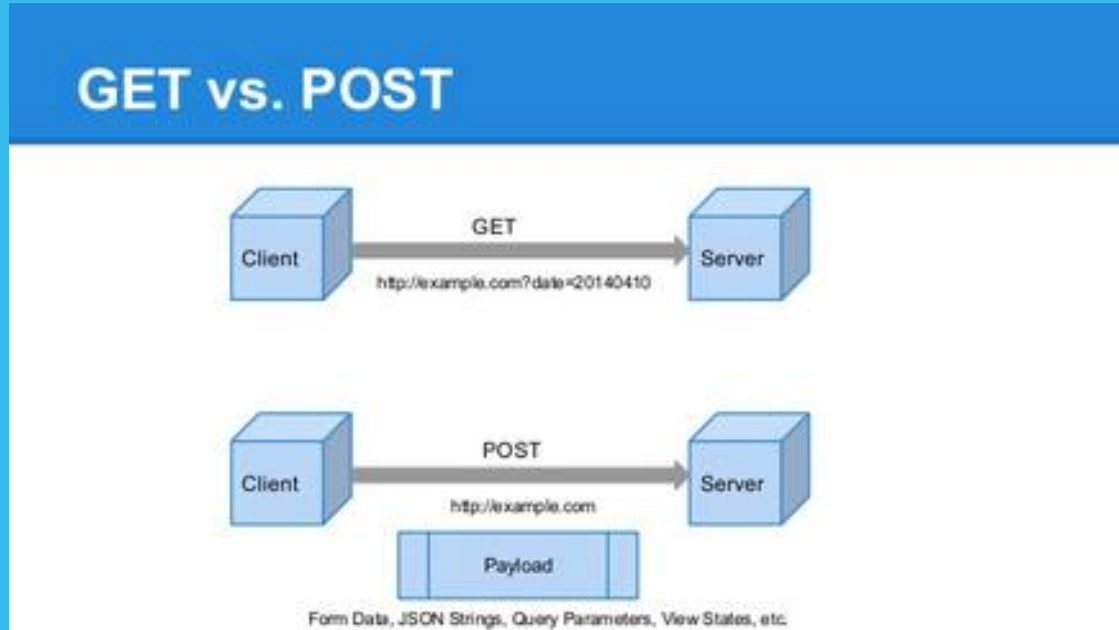 GET vs. POST
GET
Client
Server
http://example.com?date=20140410
POST
Client
Server
http://example.com
Payload
Form Data, JSON Strings, Query Parameters, View States, etc.